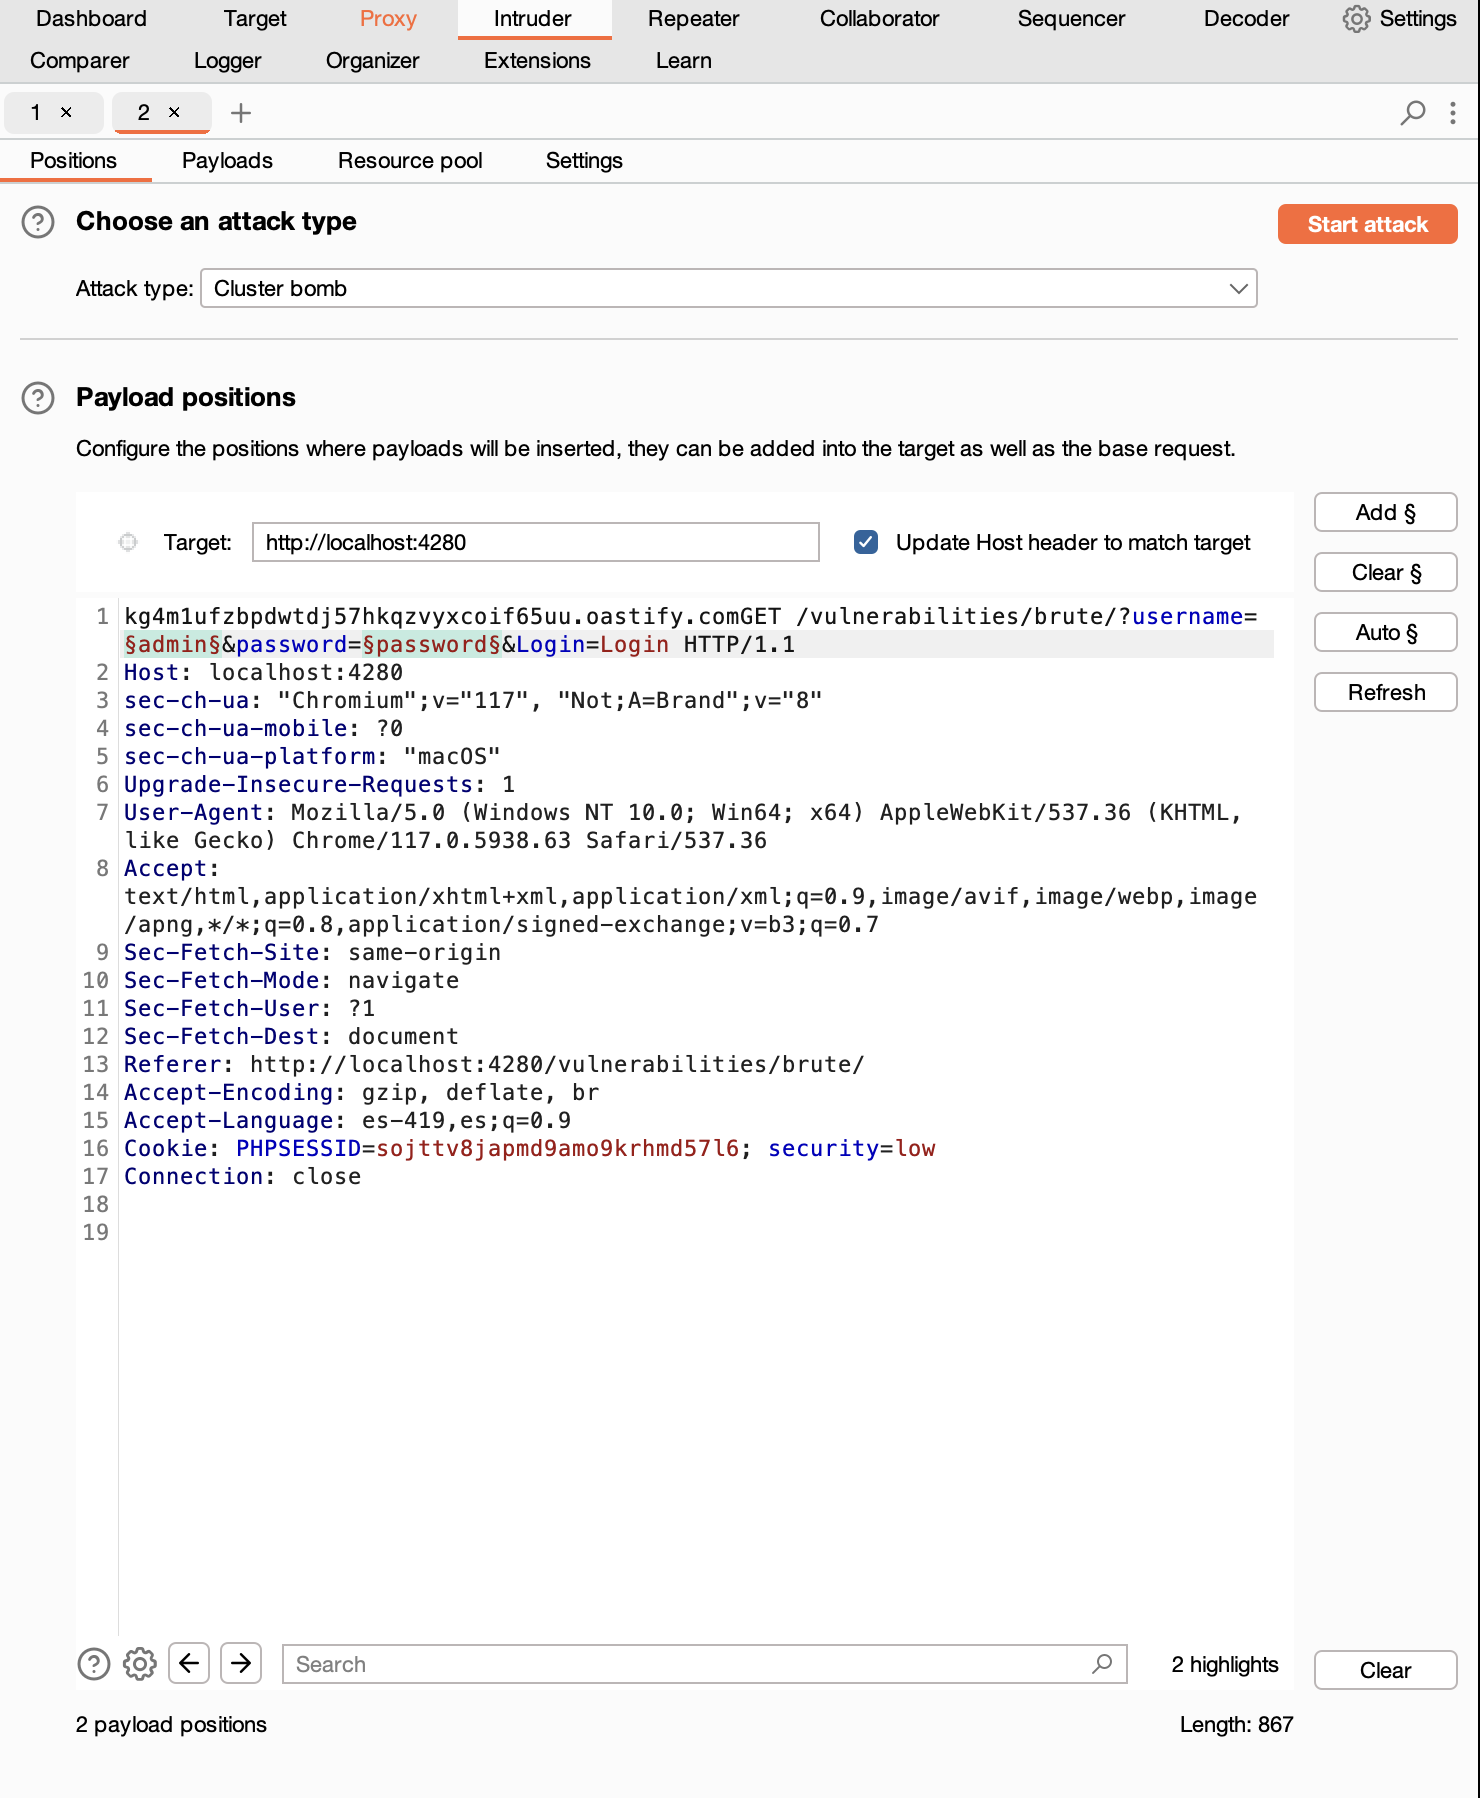 Dashboard Target Proxy Intruder Repeater Collaborator Sequencer Decoder Settings
Comparer Logger Organizer Extensions Learn
1 × 2 × +
Positions Payloads Resource pool Settings
? Choose an attack type Start attack
Attack type: Cluster bomb
? Payload positions
Configure the positions where payloads will be inserted, they can be added into the target as well as the base request.
Add §
Target: http://localhost:4280 Update Host header to match target
Clear §
Auto §
Refresh
1 kg4m1ufzbpdwtdj57hkqzvyxcoif65uu.oastify.comGET /vulnerabilities/brute/?username=
§admin§&password=§password§&Login=Login HTTP/1.1
2 Host: localhost:4280
3 sec-ch-ua: "Chromium";v="117", "Not;A=Brand";v="8"
4 sec-ch-ua-mobile: ?0
5 sec-ch-ua-platform: "macOS"
6 Upgrade-Insecure-Requests: 1
7 User-Agent: Mozilla/5.0 (Windows NT 10.0; Win64; x64) AppleWebKit/537.36 (KHTML,
like Gecko) Chrome/117.0.5938.63 Safari/537.36
8 Accept:
text/html,application/xhtml+xml,application/xml;q=0.9,image/avif,image/webp,image
/apng,*/*;q=0.8,application/signed-exchange;v=b3;q=0.7
9 Sec-Fetch-Site: same-origin
10 Sec-Fetch-Mode: navigate
11 Sec-Fetch-User: ?1
12 Sec-Fetch-Dest: document
13 Referer: http://localhost:4280/vulnerabilities/brute/
14 Accept-Encoding: gzip, deflate, br
15 Accept-Language: es-419,es;q=0.9
16 Cookie: PHPSESSID=sojttv8japmd9amo9krhmd57l6; security=low
17 Connection: close
18
19
? Search 2 highlights Clear
2 payload positions Length: 867